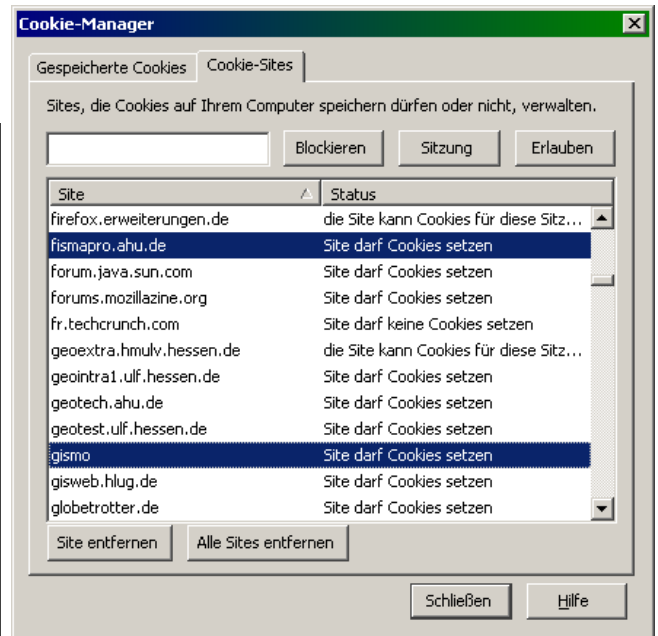 Cookie-Manager
Gespeicherte Cookies Cookie-Sites
Sites, die Cookies auf Ihrem Computer speichern dürfen oder nicht, verwalten.
Blockieren Sitzung Erlauben
Site Status
firefox.erweiterungen.de die Site kann Cookies für diese Sitz...
fismapro.ahu.de Site darf Cookies setzen
forum.java.sun.com Site darf Cookies setzen
forums.mozillazine.org Site darf Cookies setzen
fr.techcrunch.com Site darf keine Cookies setzen
geoextra.hmulv.hessen.de die Site kann Cookies für diese Sitz...
geointra1.ulf.hessen.de Site darf Cookies setzen
geotech.ahu.de Site darf Cookies setzen
geotest.ulf.hessen.de Site darf Cookies setzen
gismo Site darf Cookies setzen
gisweb.hlug.de Site darf Cookies setzen
globetrotter.de Site darf Cookies setzen
Site entfernen Alle Sites entfernen
Schließen Hilfe